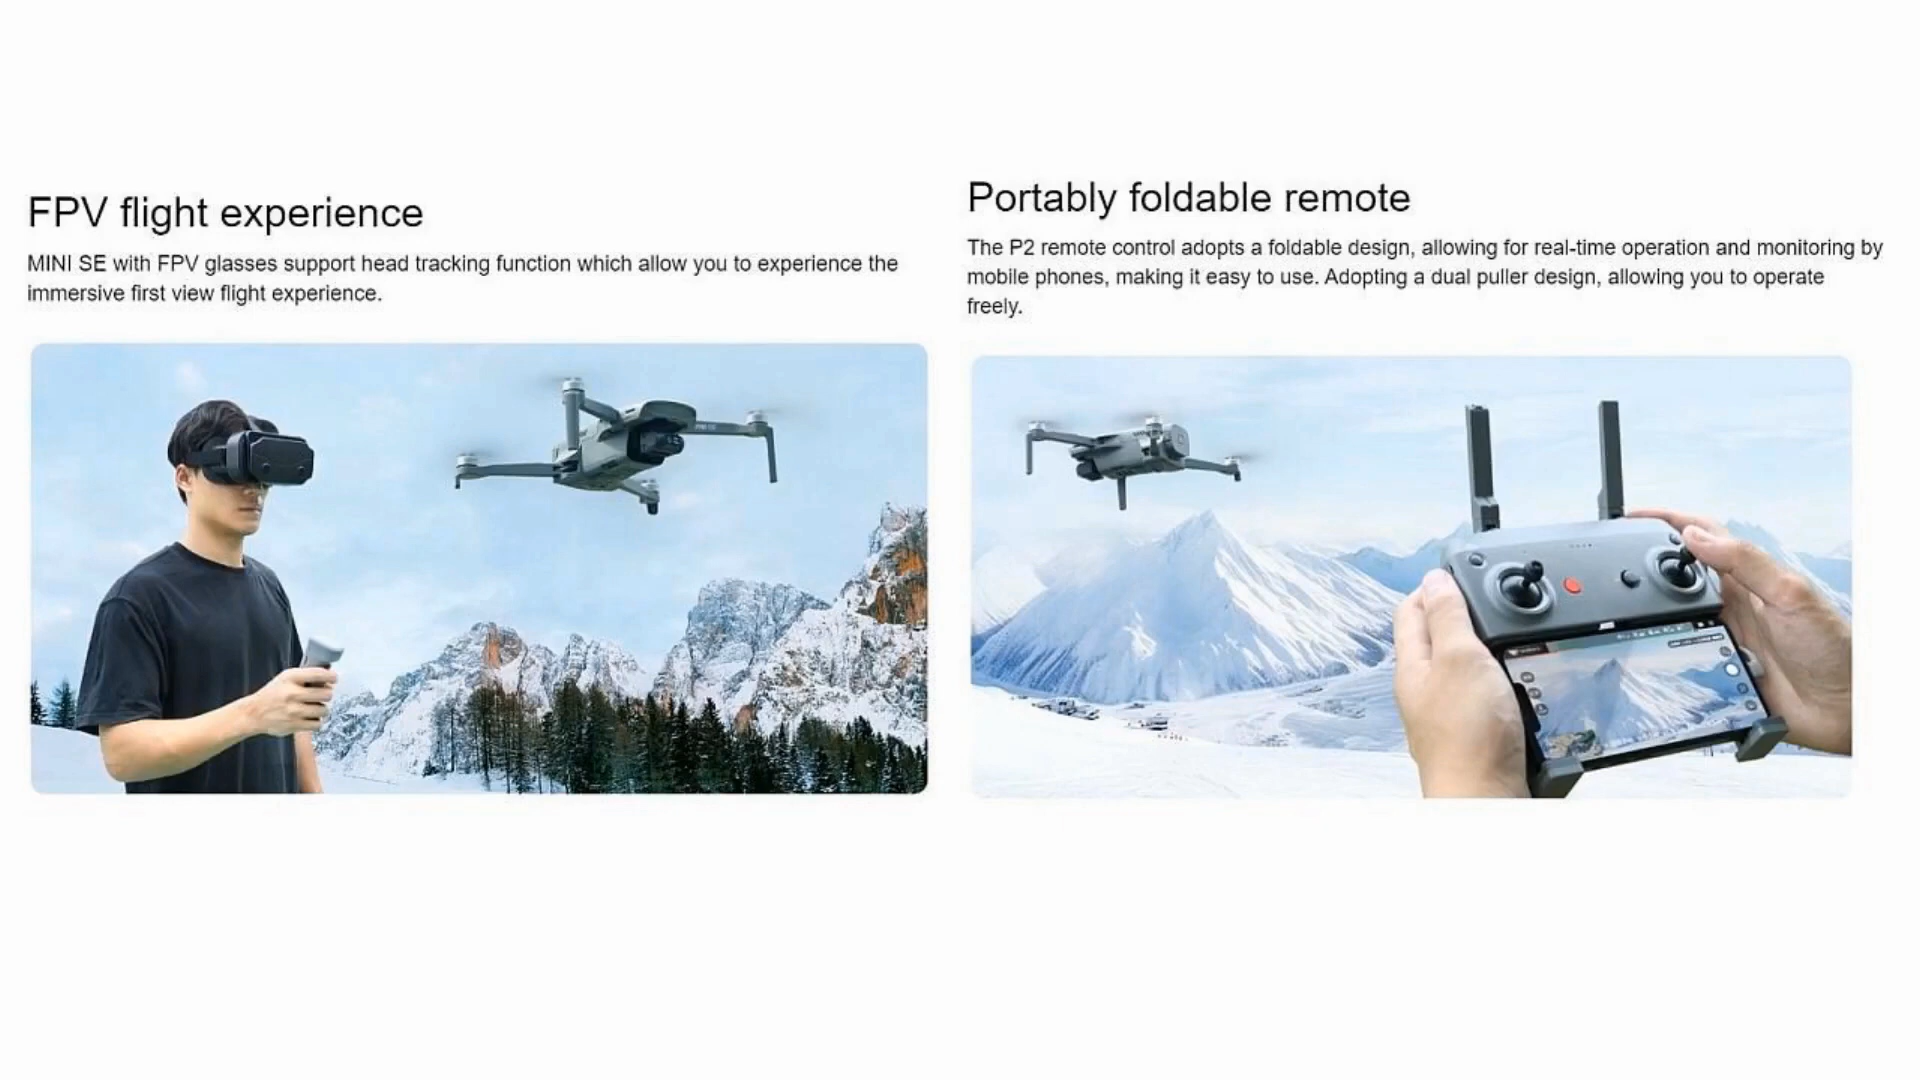 FPV flight experience
MINI SE with FPV glasses support head tracking function which allow you to experience the
immersive first view flight experience.
Portably foldable remote
The P2 remote control adopts a foldable design, allowing for real-time operation and monitoring by
mobile phones, making it easy to use. Adopting a dual puller design, allowing you to operate
freely.